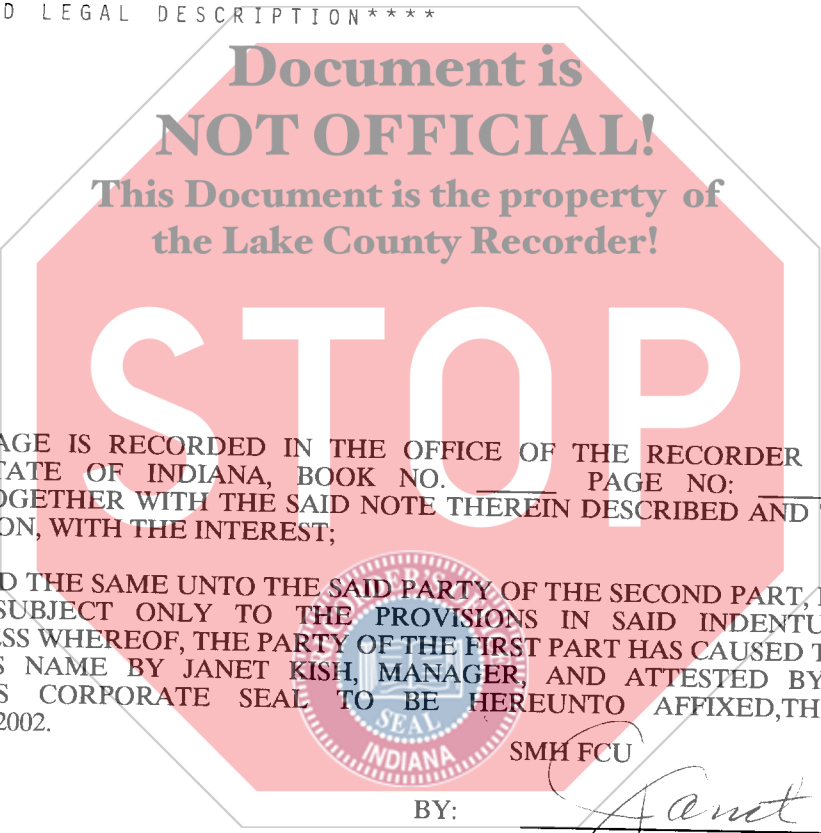 D LEGAL DESCRIPTION****
Document is
NOT OFFICIAL!
This Document is the property of
the Lake County Recorder!
STOP
AGE IS RECORDED IN THE OFFICE OF THE RECORDER
TATE OF INDIANA, BOOK NO. ______ PAGE NO: ____
OGETHER WITH THE SAID NOTE THEREIN DESCRIBED AND
ON, WITH THE INTEREST;
D THE SAME UNTO THE SAID PARTY OF THE SECOND PART,
SUBJECT ONLY TO THE PROVISIONS IN SAID INDENTU
ESS WHEREOF, THE PARTY OF THE FIRST PART HAS CAUSED T
S NAME BY JANET KISH, MANAGER, AND ATTESTED BY
S CORPORATE SEAL TO BE HEREUNTO AFFIXED,TH
2002.
SEAL
INDIANA
SMH FCU
BY: Janet